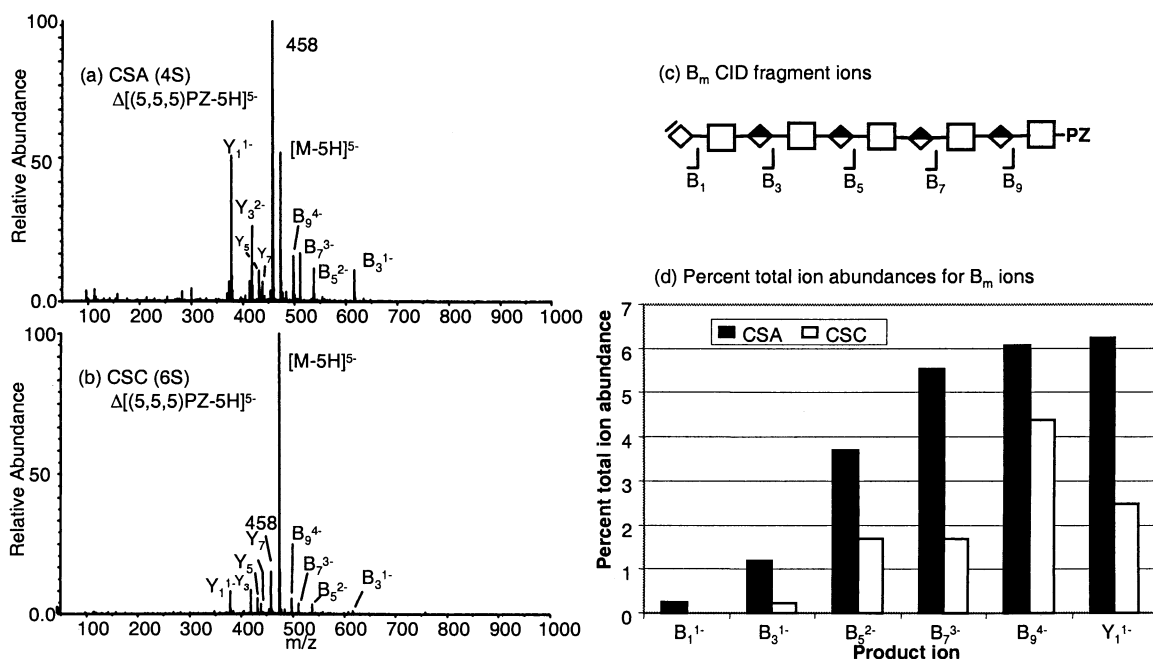 100
458
(a) CSA (4S)
Δ[(5,5,5)PZ-5H]⁵⁻
Y₁¹⁻
[M-5H]⁵⁻
50
Y₃²⁻
B₉⁴⁻
Y₅
Y₇
B₇³⁻
B₅²⁻
B₃¹⁻
Relative Abundance
0.0
100 200 300 400 500 600 700 800 900 1000
100
[M-5H]⁵⁻
(b) CSC (6S)
Δ[(5,5,5)PZ-5H]⁵⁻
50
458
Y₇
B₉⁴⁻
Y₅
B₇³⁻
Y₁¹⁻
Y₃
B₅²⁻
B₃¹⁻
Relative Abundance
0.0
100 200 300 400 500 600 700 800 900 1000
m/z
(c) Bₘ CID fragment ions
PZ
B₁ B₃ B₅ B₇ B₉
(d) Percent total ion abundances for Bₘ ions
7
CSA CSC
6
5
4
3
2
1
0
Percent total ion abundance
B₁¹⁻ B₃¹⁻ B₅²⁻ B₇³⁻ B₉⁴⁻ Y₁¹⁻
Product ion